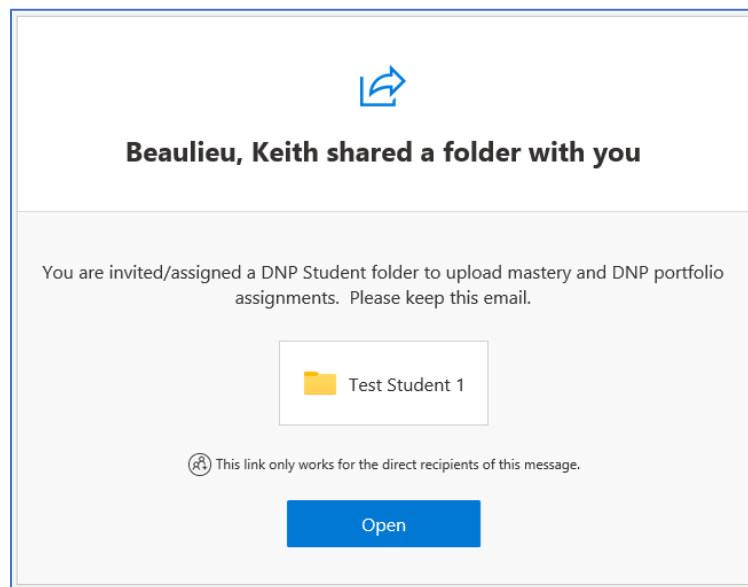 Beaulieu, Keith shared a folder with you
You are invited/assigned a DNP Student folder to upload mastery and DNP portfolio
assignments.  Please keep this email.
Test Student 1
This link only works for the direct recipients of this message.
Open